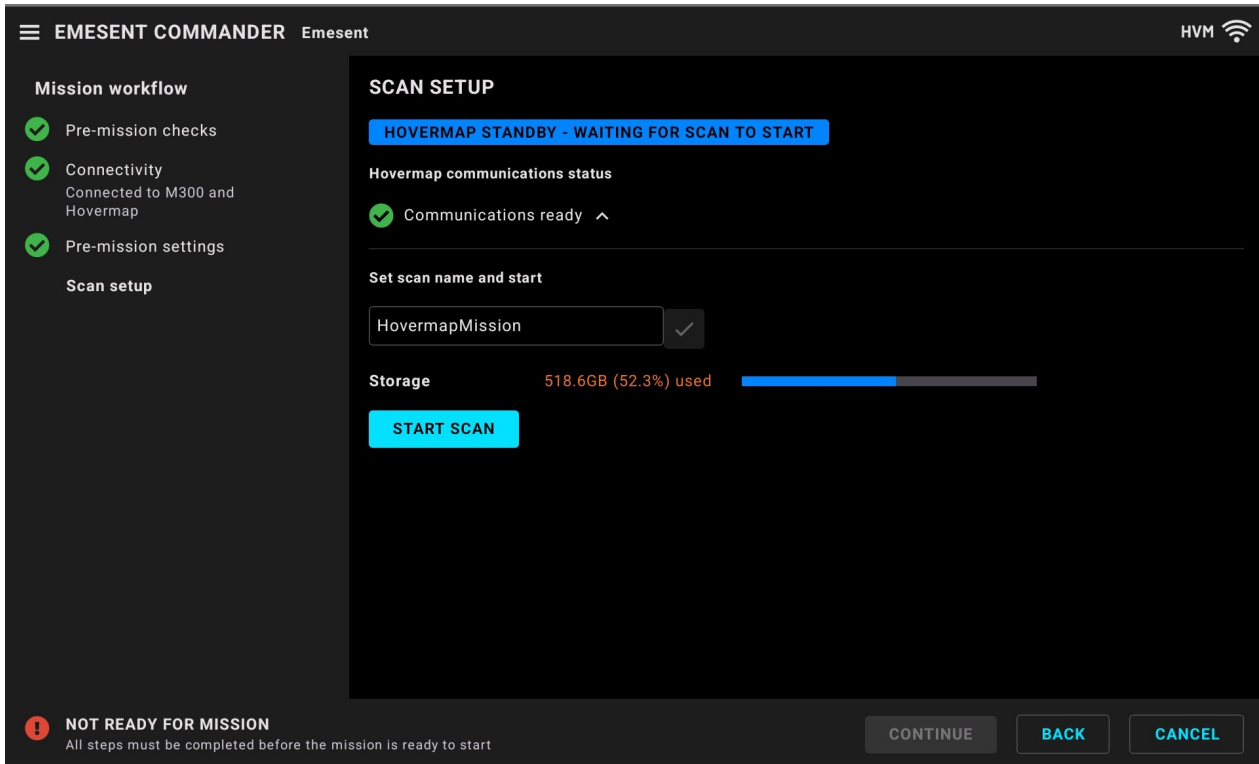 EMESENT COMMANDER Emesent
HVM
Mission workflow
Pre-mission checks
Connectivity
Connected to M300 and
Hovermap
Pre-mission settings
Scan setup
SCAN SETUP
HOVERMAP STANDBY - WAITING FOR SCAN TO START
Hovermap communications status
Communications ready
Set scan name and start
HovermapMission
Storage 518.6GB (52.3%) used
START SCAN
NOT READY FOR MISSION
All steps must be completed before the mission is ready to start
CONTINUE
BACK
CANCEL